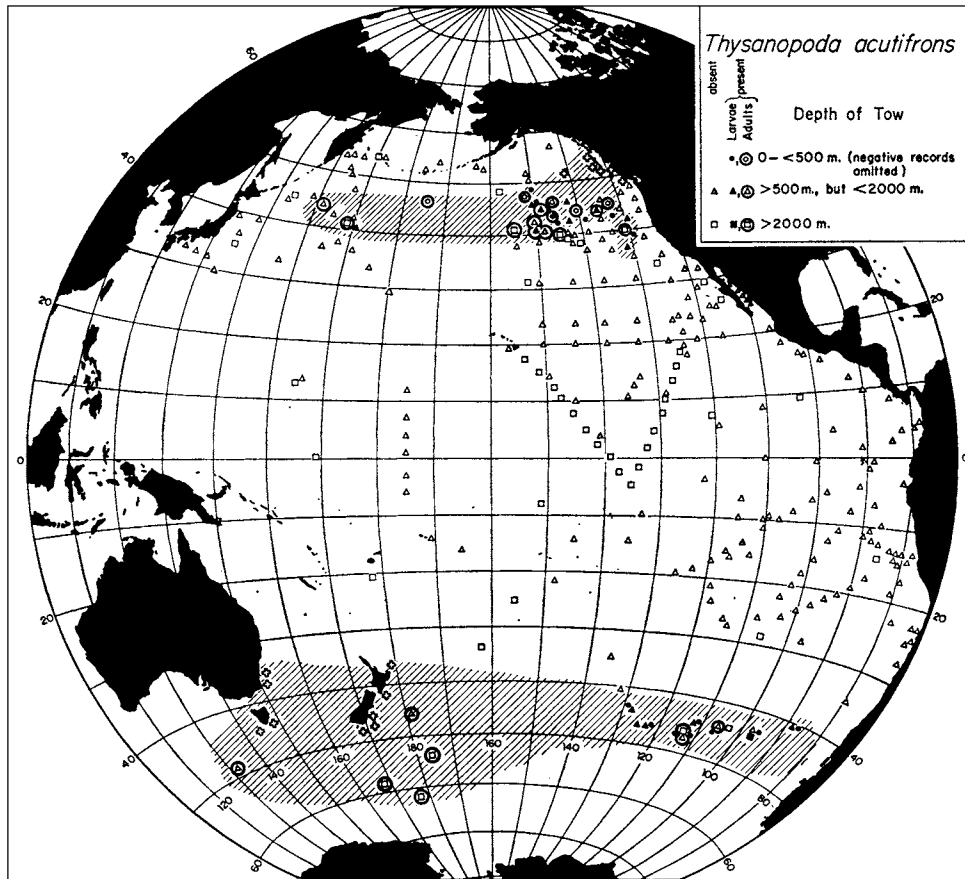 Thysanopoda acutifrons
absent
present
Larvae
Adults
Depth of Tow
0–<500 m. (negative records
omitted)
>500 m., but <2000 m.
>2000 m.
60
40
20
0
20
40
60
20
0
20
40
60
120
140
160
180
160
140
120
100
80